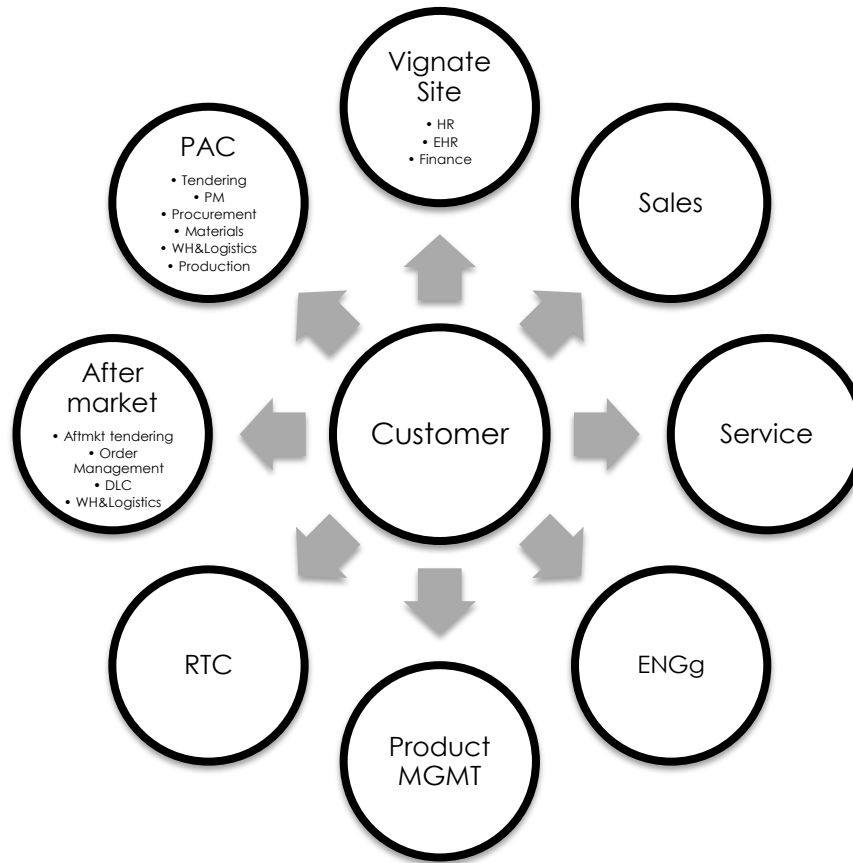 Vignate
Site
• HR
• EHR
• Finance
Sales
Service
ENGg
Product
MGMT
RTC
After
market
• Aftmkt tendering
• Order
Management
• DLC
• WH&Logistics
PAC
• Tendering
• PM
• Procurement
• Materials
• WH&Logistics
• Production
Customer